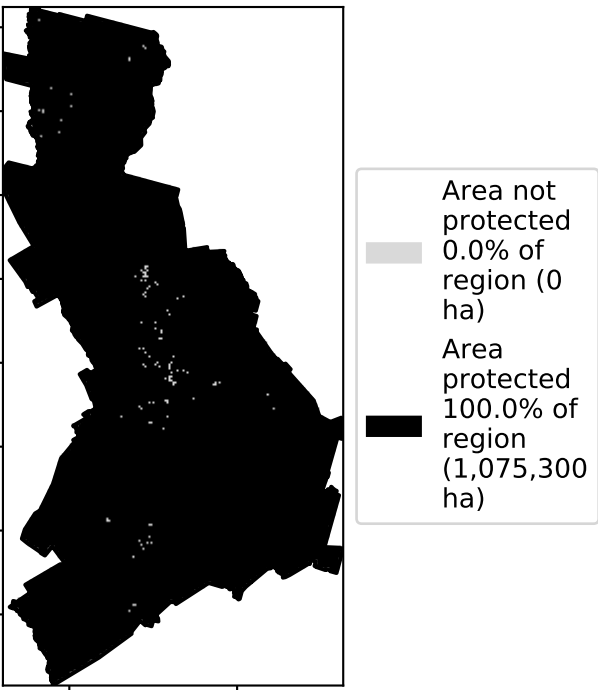 Area not
protected
0.0% of
region (0
ha)
Area
protected
100.0% of
region
(1,075,300
ha)